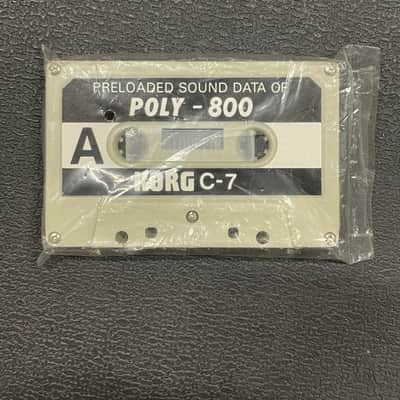 PRELOADED SOUND DATA OF
POLY-800
A
KORG C-7